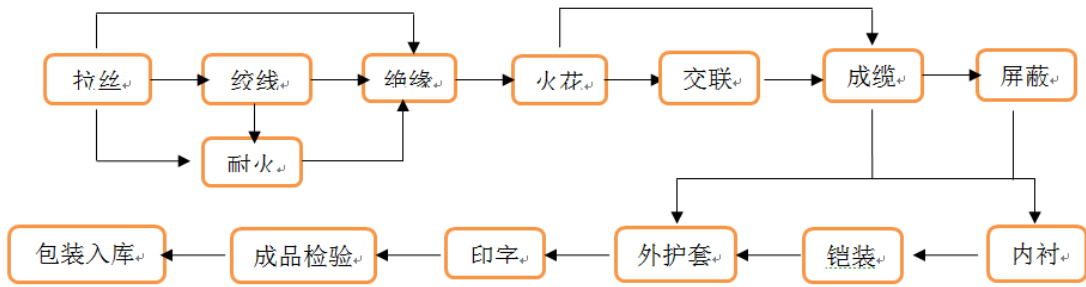 拉丝
绞线
绝缘
火花
交联
成缆
屏蔽
耐火
包装入库
成品检验
印字
外护套
铠装
内衬